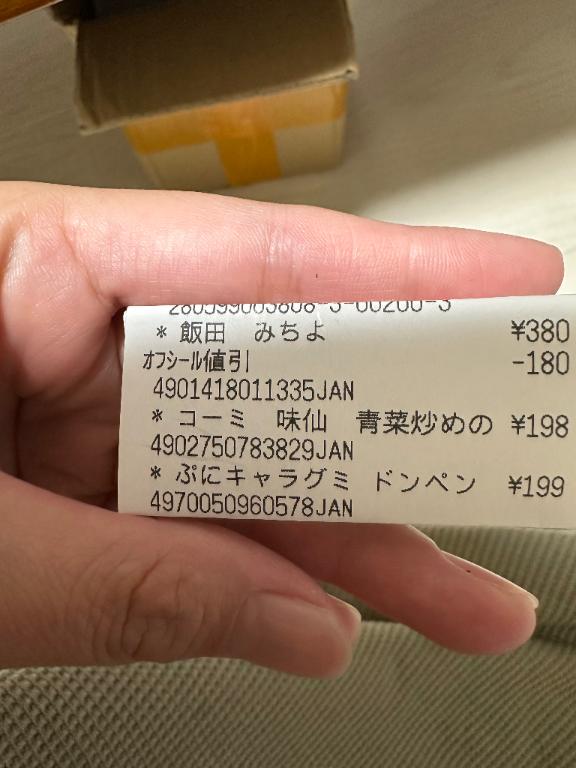 * 飯田 みちよ ¥380
オフシール値引 -180
4901418011335JAN
* コーミ 味仙 青菜炒めの ¥198
4902750783829JAN
* ぷにキャラグミ ドンペン ¥199
4970050960578JAN